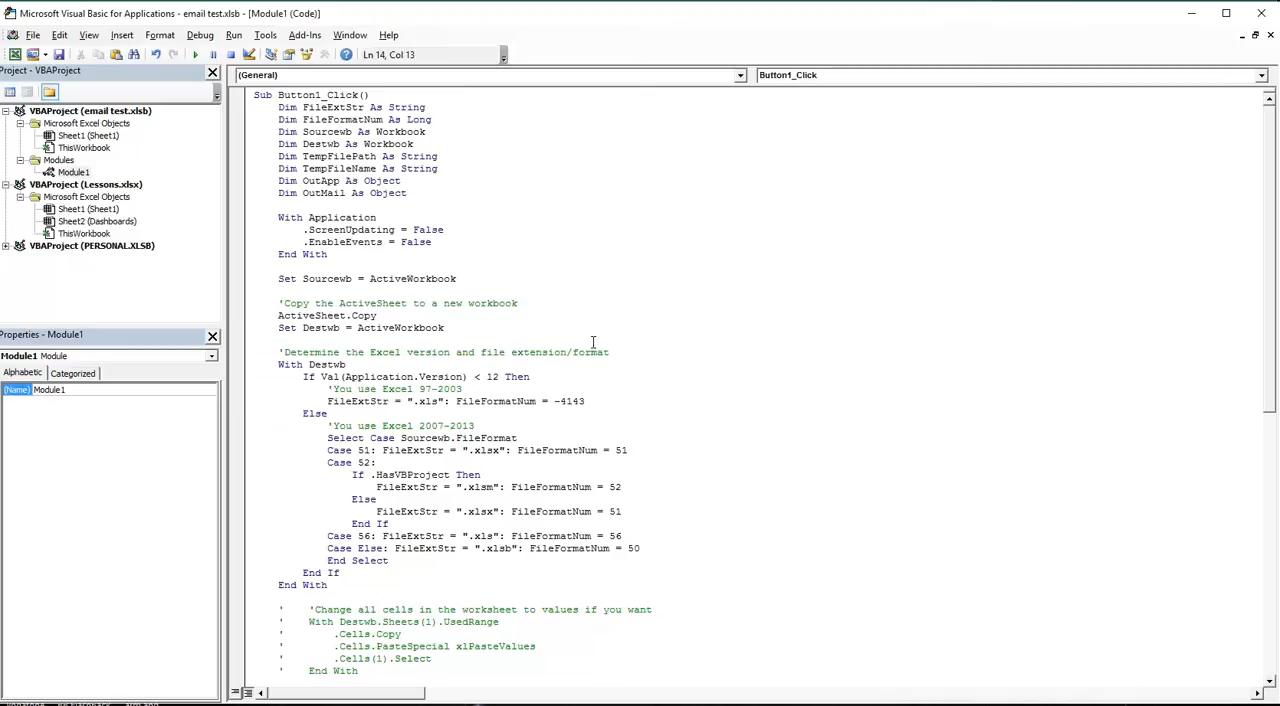 Microsoft Visual Basic for Applications - email test.xlsb - [Module1 (Code)]
File Edit View Insert Format Debug Run Tools Add-Ins Window Help
Ln 14, Col 13
Project - VBAProject
VBAProject (email test.xlsb)
Microsoft Excel Objects
Sheet1 (Sheet1)
ThisWorkbook
Modules
Module1
VBAProject (Lessons.xlsx)
Microsoft Excel Objects
Sheet1 (Sheet1)
Sheet2 (Dashboards)
ThisWorkbook
VBAProject (PERSONAL.XLSB)
Properties - Module1
Module1 Module
Alphabetic Categorized
(Name) Module1
(General) Button1_Click
Sub Button1_Click()
Dim FileExtStr As String
Dim FileFormatNum As Long
Dim Sourcewb As Workbook
Dim Destwb As Workbook
Dim TempFilePath As String
Dim TempFileName As String
Dim OutApp As Object
Dim OutMail As Object
With Application
.ScreenUpdating = False
.EnableEvents = False
End With
Set Sourcewb = ActiveWorkbook
'Copy the ActiveSheet to a new workbook
ActiveSheet.Copy
Set Destwb = ActiveWorkbook
'Determine the Excel version and file extension/format
With Destwb
If Val(Application.Version) < 12 Then
'You use Excel 97-2003
FileExtStr = ".xls": FileFormatNum = -4143
Else
'You use Excel 2007-2013
Select Case Sourcewb.FileFormat
Case 51: FileExtStr = ".xlsx": FileFormatNum = 51
Case 52:
If .HasVBProject Then
FileExtStr = ".xlsm": FileFormatNum = 52
Else
FileExtStr = ".xlsx": FileFormatNum = 51
End If
Case 56: FileExtStr = ".xls": FileFormatNum = 56
Case Else: FileExtStr = ".xlsb": FileFormatNum = 50
End Select
End If
End With
' 'Change all cells in the worksheet to values if you want
' With Destwb.Sheets(1).UsedRange
' .Cells.Copy
' .Cells.PasteSpecial xlPasteValues
' .Cells(1).Select
' End With